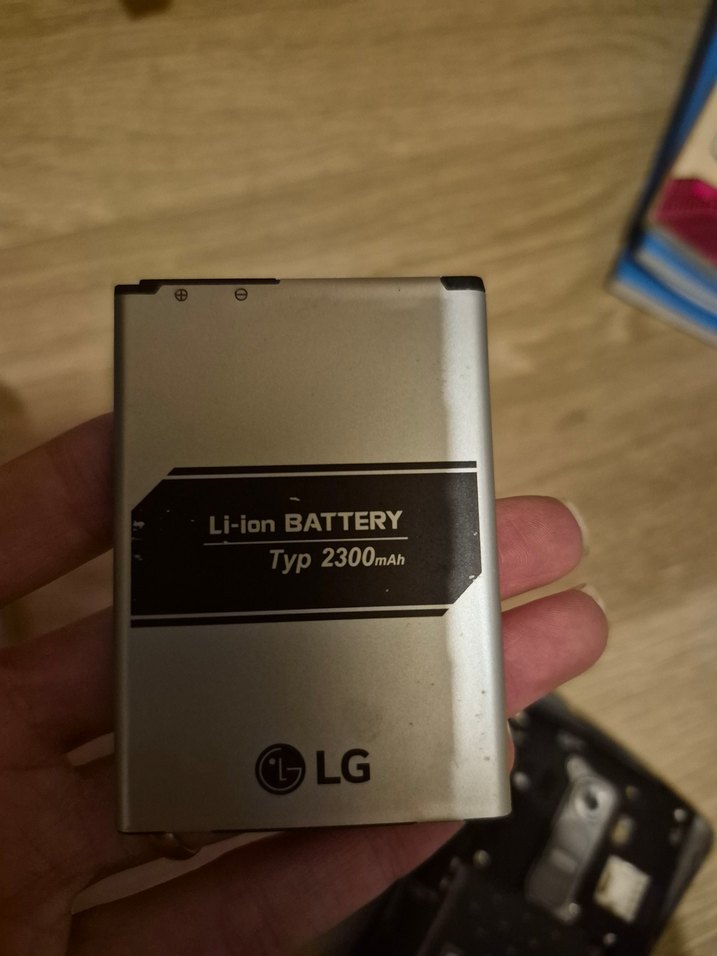 ⊕ ⊖
Li-ion BATTERY
Typ 2300mAh
LG